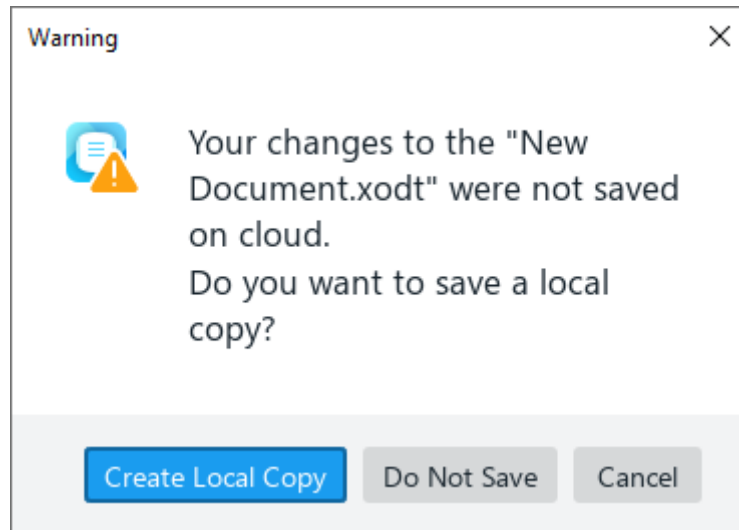 Warning
Your changes to the "New
Document.xodt" were not saved
on cloud.
Do you want to save a local
copy?
Create Local Copy Do Not Save Cancel